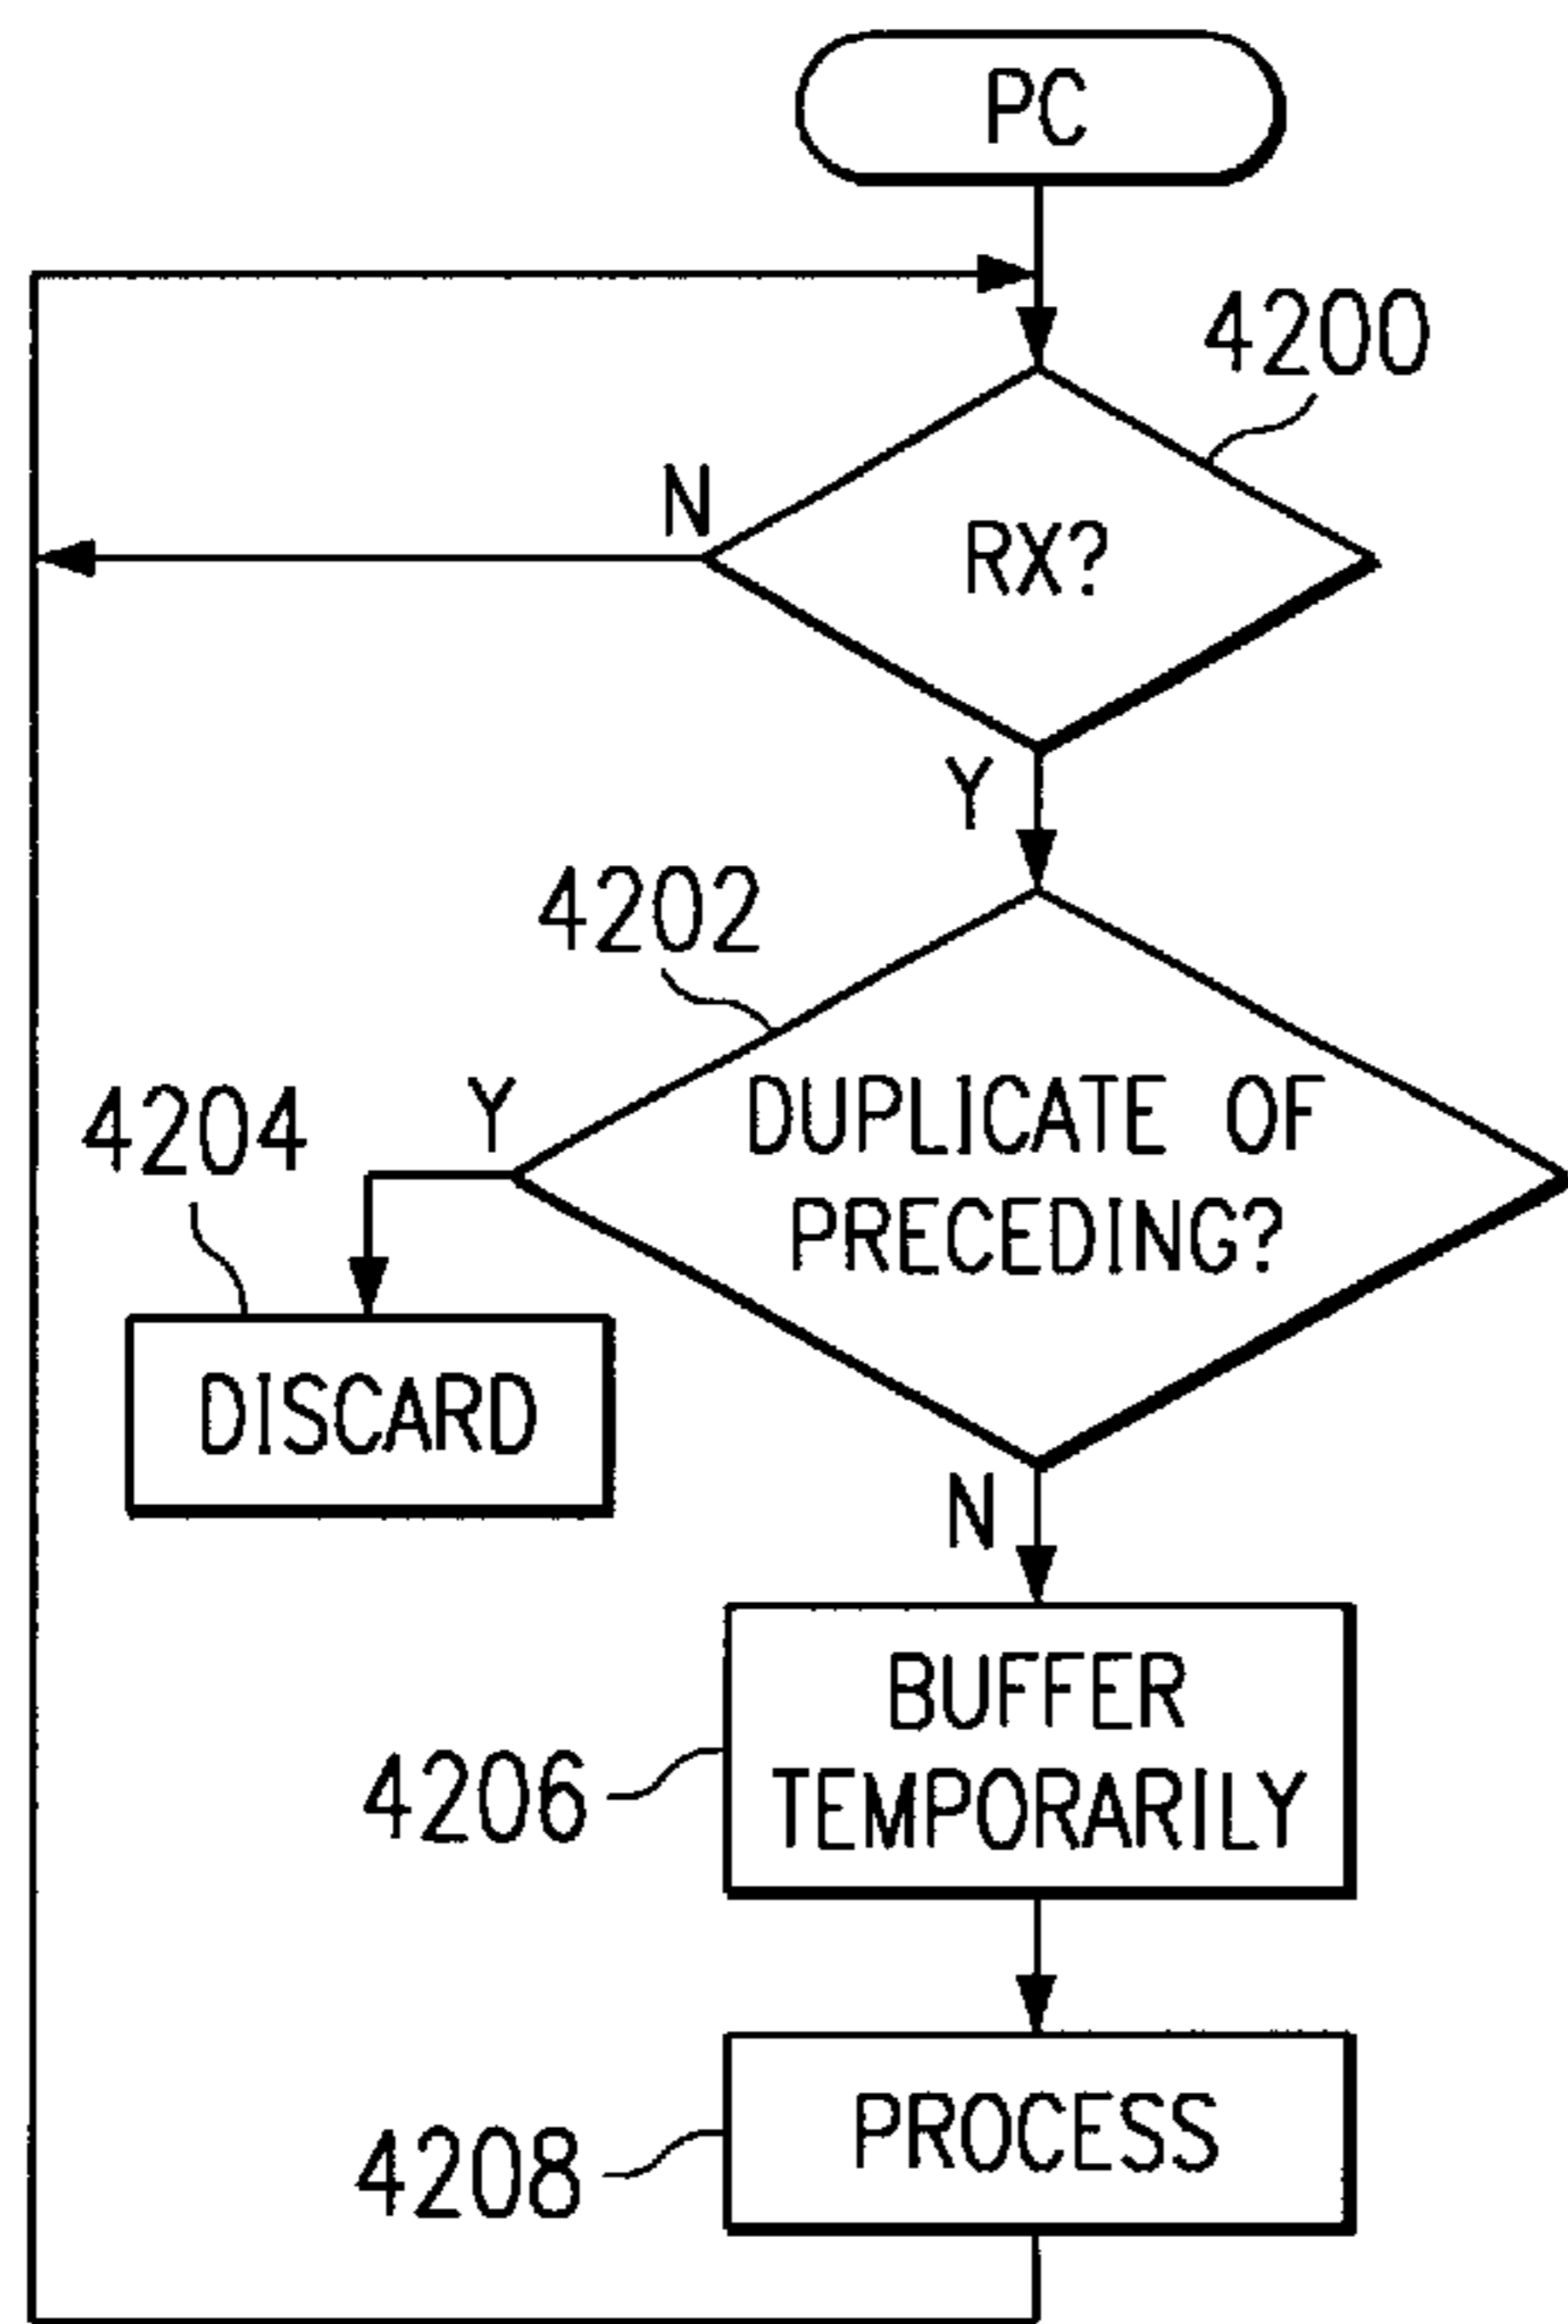 PC
4200
N
RX?
Y
4202
4204
Y
DUPLICATE OF
PRECEDING?
DISCARD
N
BUFFER
TEMPORARILY
4206
PROCESS
4208